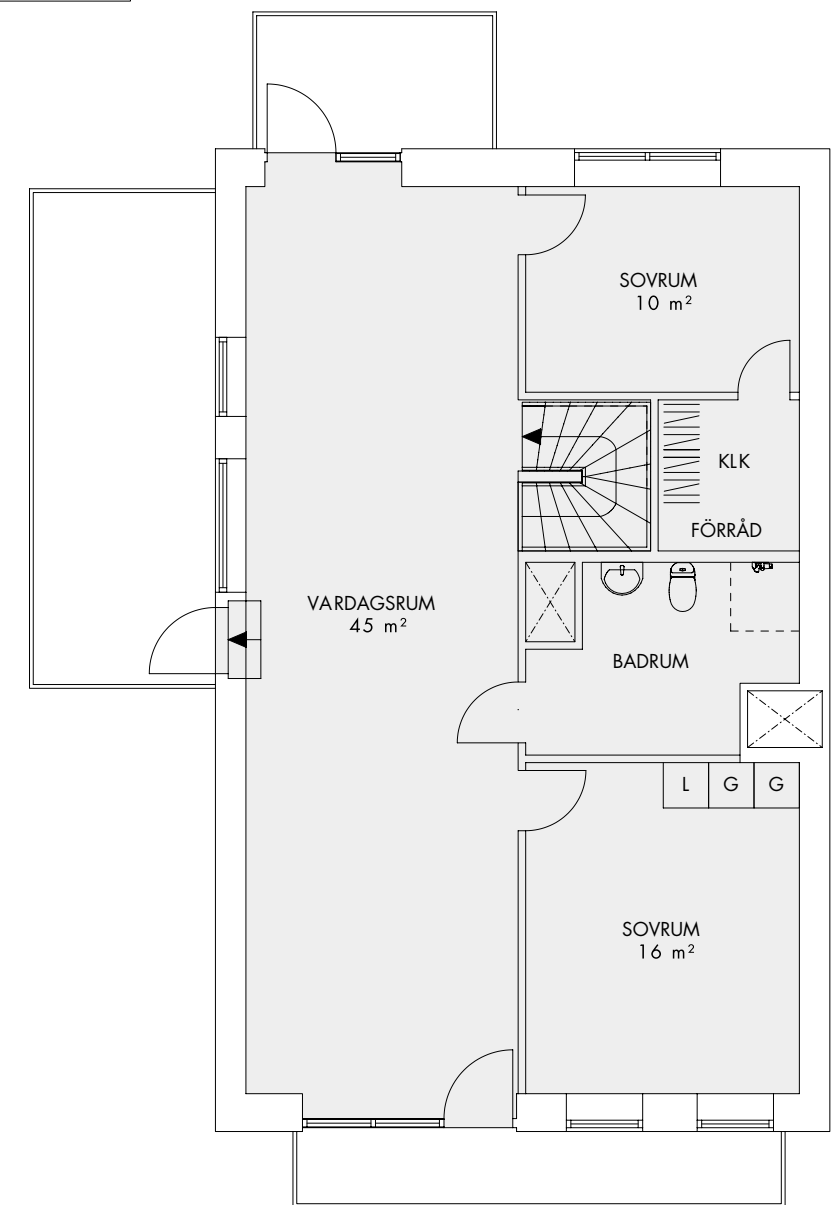 SOVRUM
10 m²
KLK
FÖRRÅD
VARDAGSRUM
45 m²
BADRUM
L G G
SOVRUM
16 m²